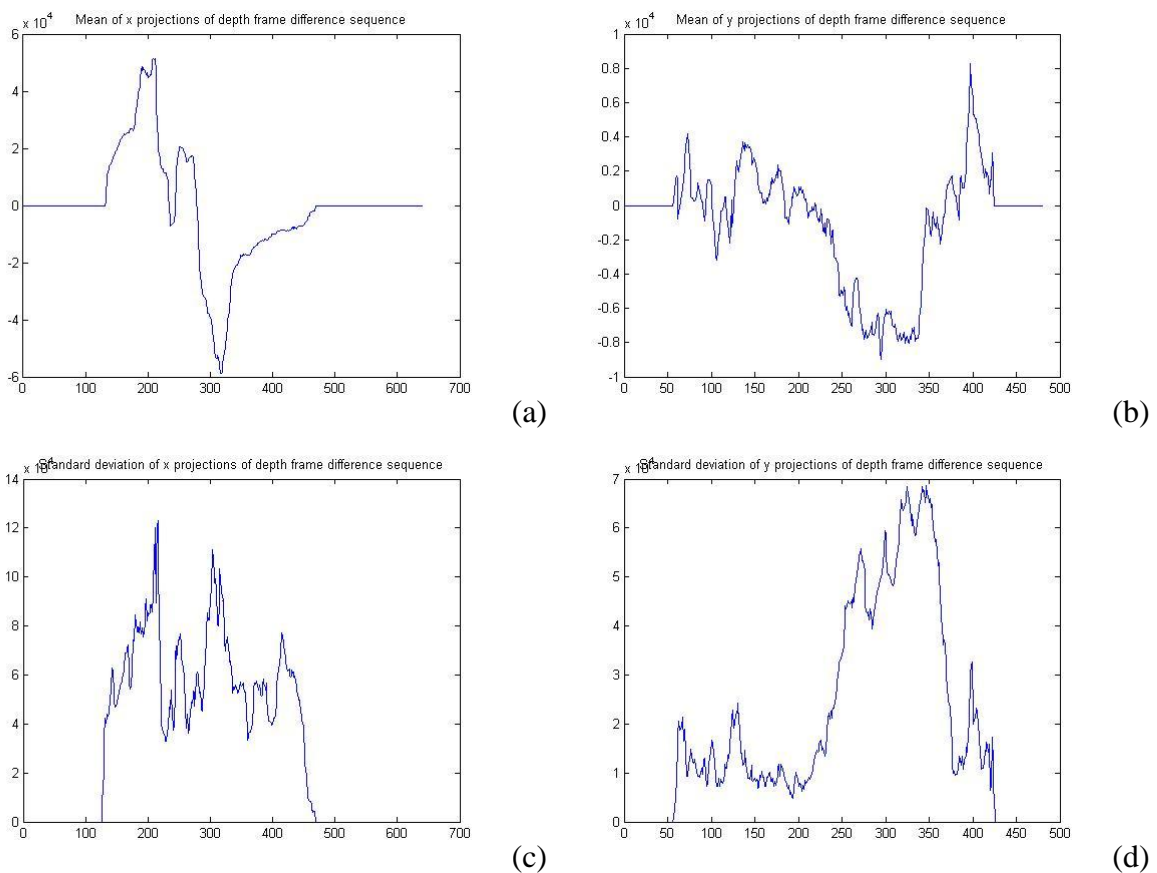 Mean of x projections of depth frame difference sequence
x 10^4
6
4
2
0
-2
-4
-6
0 100 200 300 400 500 600 700
(a)
Mean of y projections of depth frame difference sequence
x 10^4
1
0.8
0.6
0.4
0.2
0
-0.2
-0.4
-0.6
-0.8
-1
0 50 100 150 200 250 300 350 400 450 500
(b)
Standard deviation of x projections of depth frame difference sequence
x 10^4
14
12
10
8
6
4
2
0
0 100 200 300 400 500 600 700
(c)
Standard deviation of y projections of depth frame difference sequence
x 10^4
7
6
5
4
3
2
1
0
0 50 100 150 200 250 300 350 400 450 500
(d)